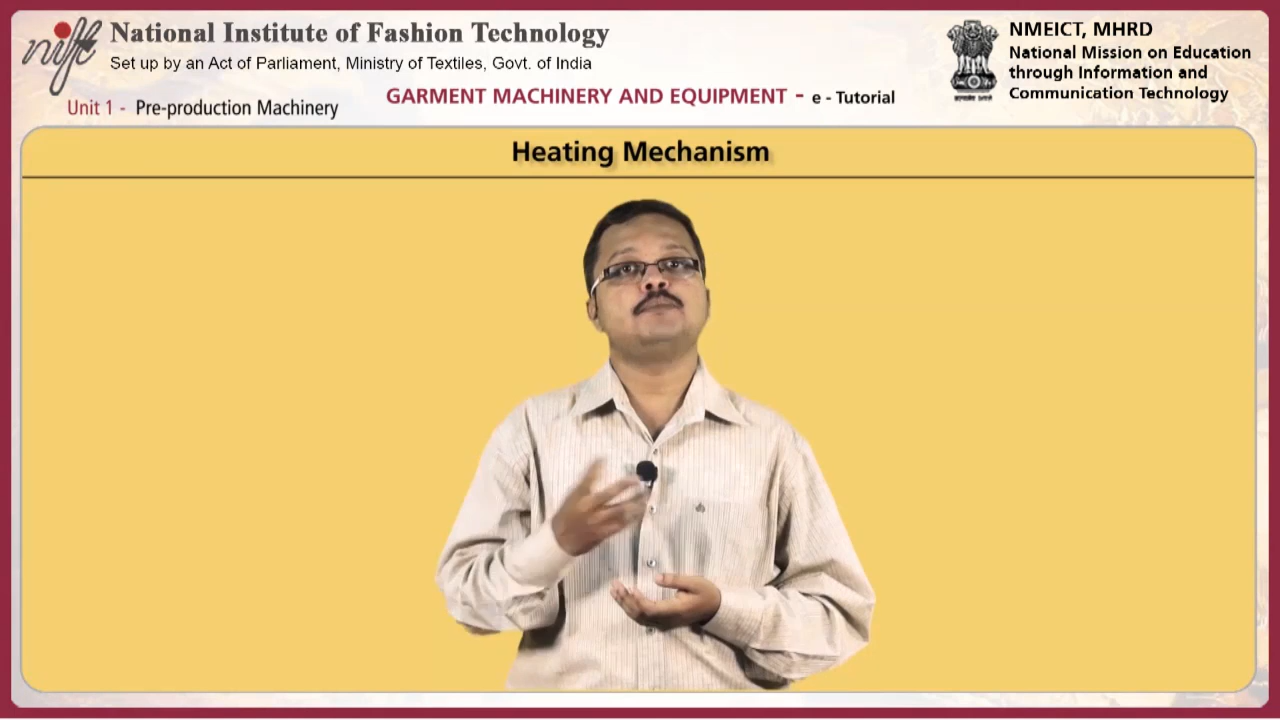 nift
National Institute of Fashion Technology
Set up by an Act of Parliament, Ministry of Textiles, Govt. of India
NMEICT, MHRD
National Mission on Education
through Information and
Communication Technology
Unit 1 - Pre-production Machinery
GARMENT MACHINERY AND EQUIPMENT - e - Tutorial
Heating Mechanism